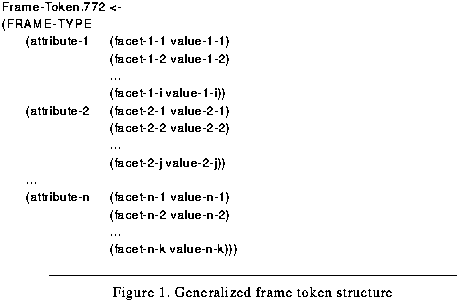 Frame-Token.772 <-
(FRAME-TYPE
(attribute-1 (facet-1-1 value-1-1)
(facet-1-2 value-1-2)
...
(facet-1-i value-1-i))
(attribute-2 (facet-2-1 value-2-1)
(facet-2-2 value-2-2)
...
(facet-2-j value-2-j))
...
(attribute-n (facet-n-1 value-n-1)
(facet-n-2 value-n-2)
...
(facet-n-k value-n-k)))
Figure 1. Generalized frame token structure